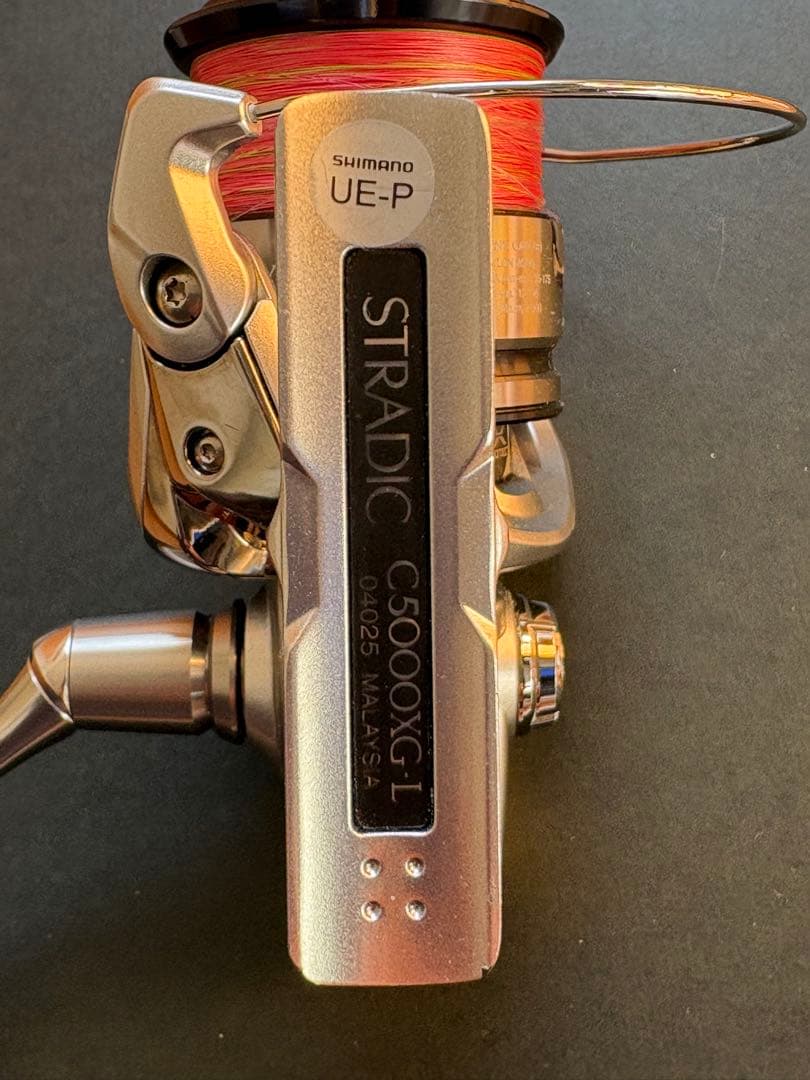 SHIMANO
UE-P
STRADIC C5000XG-L
04025 MALAYSIA